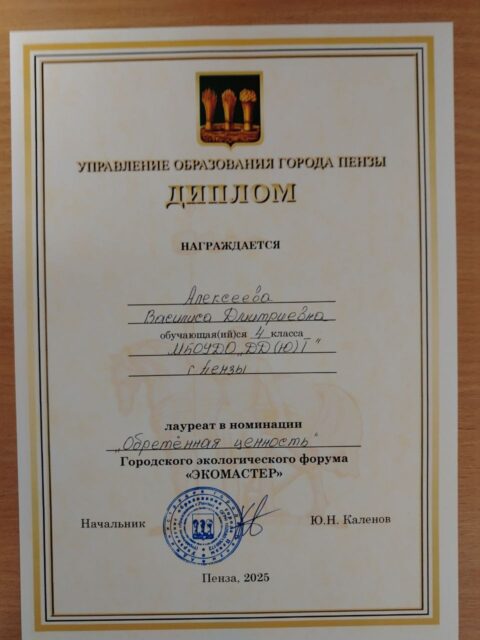 УПРАВЛЕНИЕ ОБРАЗОВАНИЯ ГОРОДА ПЕНЗЫ
ДИПЛОМ
НАГРАЖДАЕТСЯ
Алексеева
Василиса Дмитриевна
обучающая(ий)ся 4 класса
МБОУДО „ДД(Ю)Т"
г. Пензы
лауреат в номинации
„Обретённая ценность"
Городского экологического форума
«ЭКОМАСТЕР»
Начальник
Ю.Н. Каленов
Пенза, 2025